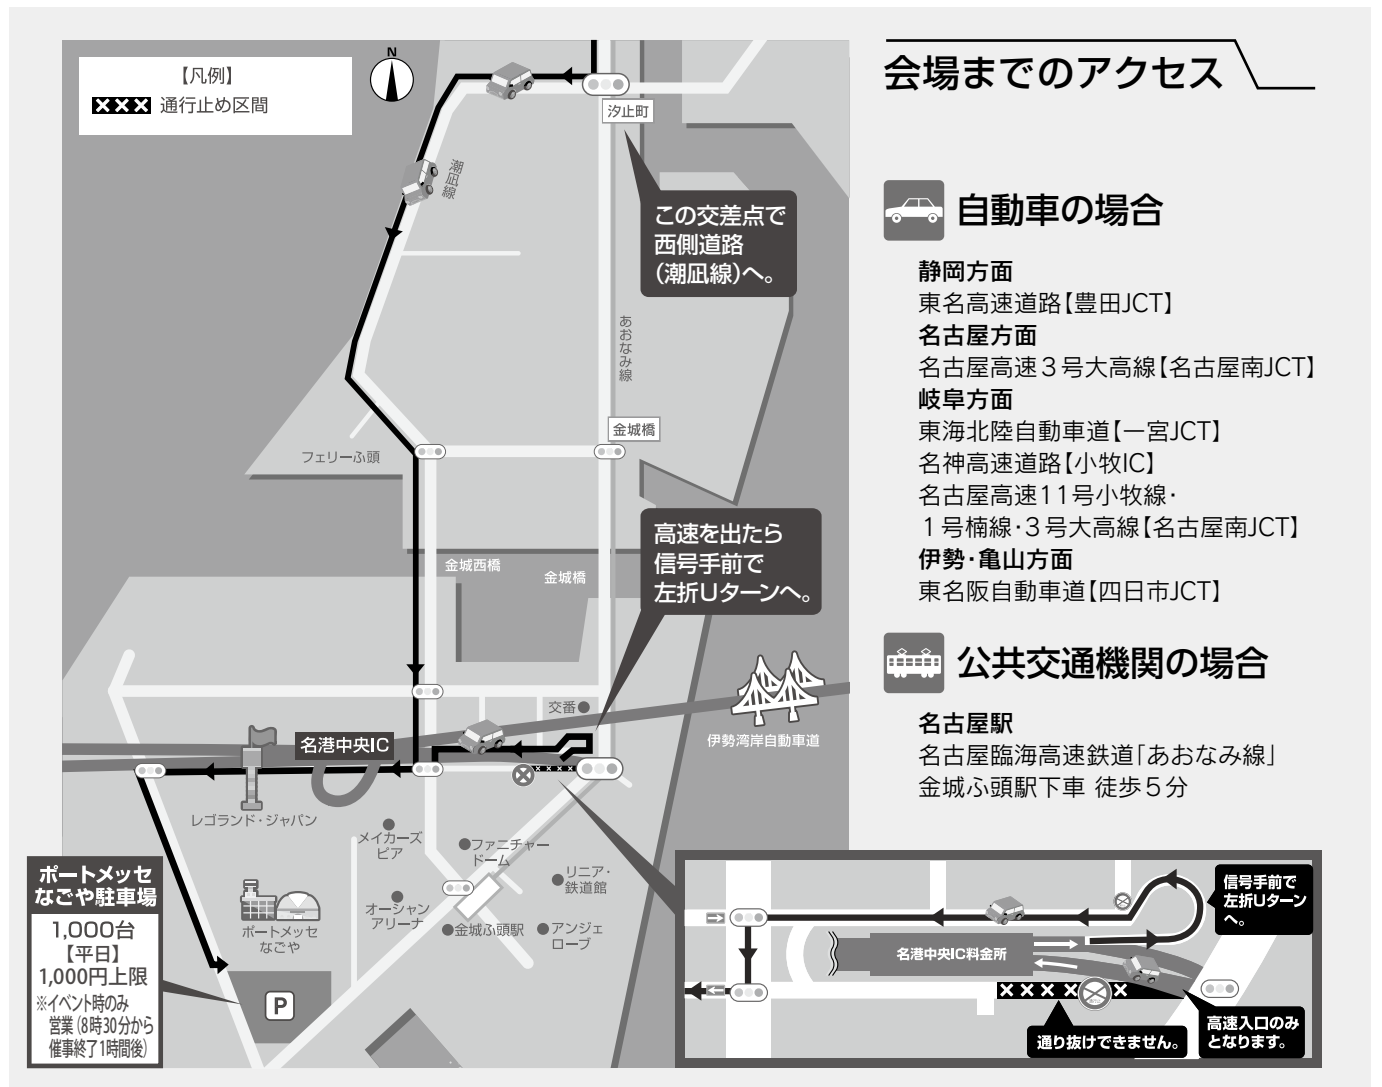 会場までのアクセス
自動車の場合
静岡方面
東名高速道路【豊田JCT】
名古屋方面
名古屋高速３号大高線【名古屋南JCT】
岐阜方面
東海北陸自動車道【一宮JCT】
名神高速道路【小牧IC】
名古屋高速11号小牧線・
１号楠線・３号大高線【名古屋南JCT】
伊勢・亀山方面
東名阪自動車道【四日市JCT】
公共交通機関の場合
名古屋駅
名古屋臨海高速鉄道「あおなみ線」
金城ふ頭駅下車 徒歩５分
【凡例】
通行止め区間
N
汐止町
潮凪線
この交差点で
西側道路
（潮凪線）へ。
あおなみ線
金城橋
フェリーふ頭
高速を出たら
信号手前で
左折Uターンへ。
金城西橋
金城橋
交番
伊勢湾岸自動車道
名港中央IC
レゴランド・ジャパン
メイカーズ
ピア
ファニチャー
ドーム
リニア・
鉄道館
オーシャン
アリーナ
金城ふ頭駅
アンジェ
ローブ
ポートメッセ
なごや
P
ポートメッセ
なごや駐車場
1,000台
【平日】
1,000円上限
※イベント時のみ
営業（8時30分から
催事終了1時間後）
信号手前で
左折Uターン
へ。
名港中央IC料金所
通り抜けできません。
高速入口のみ
となります。